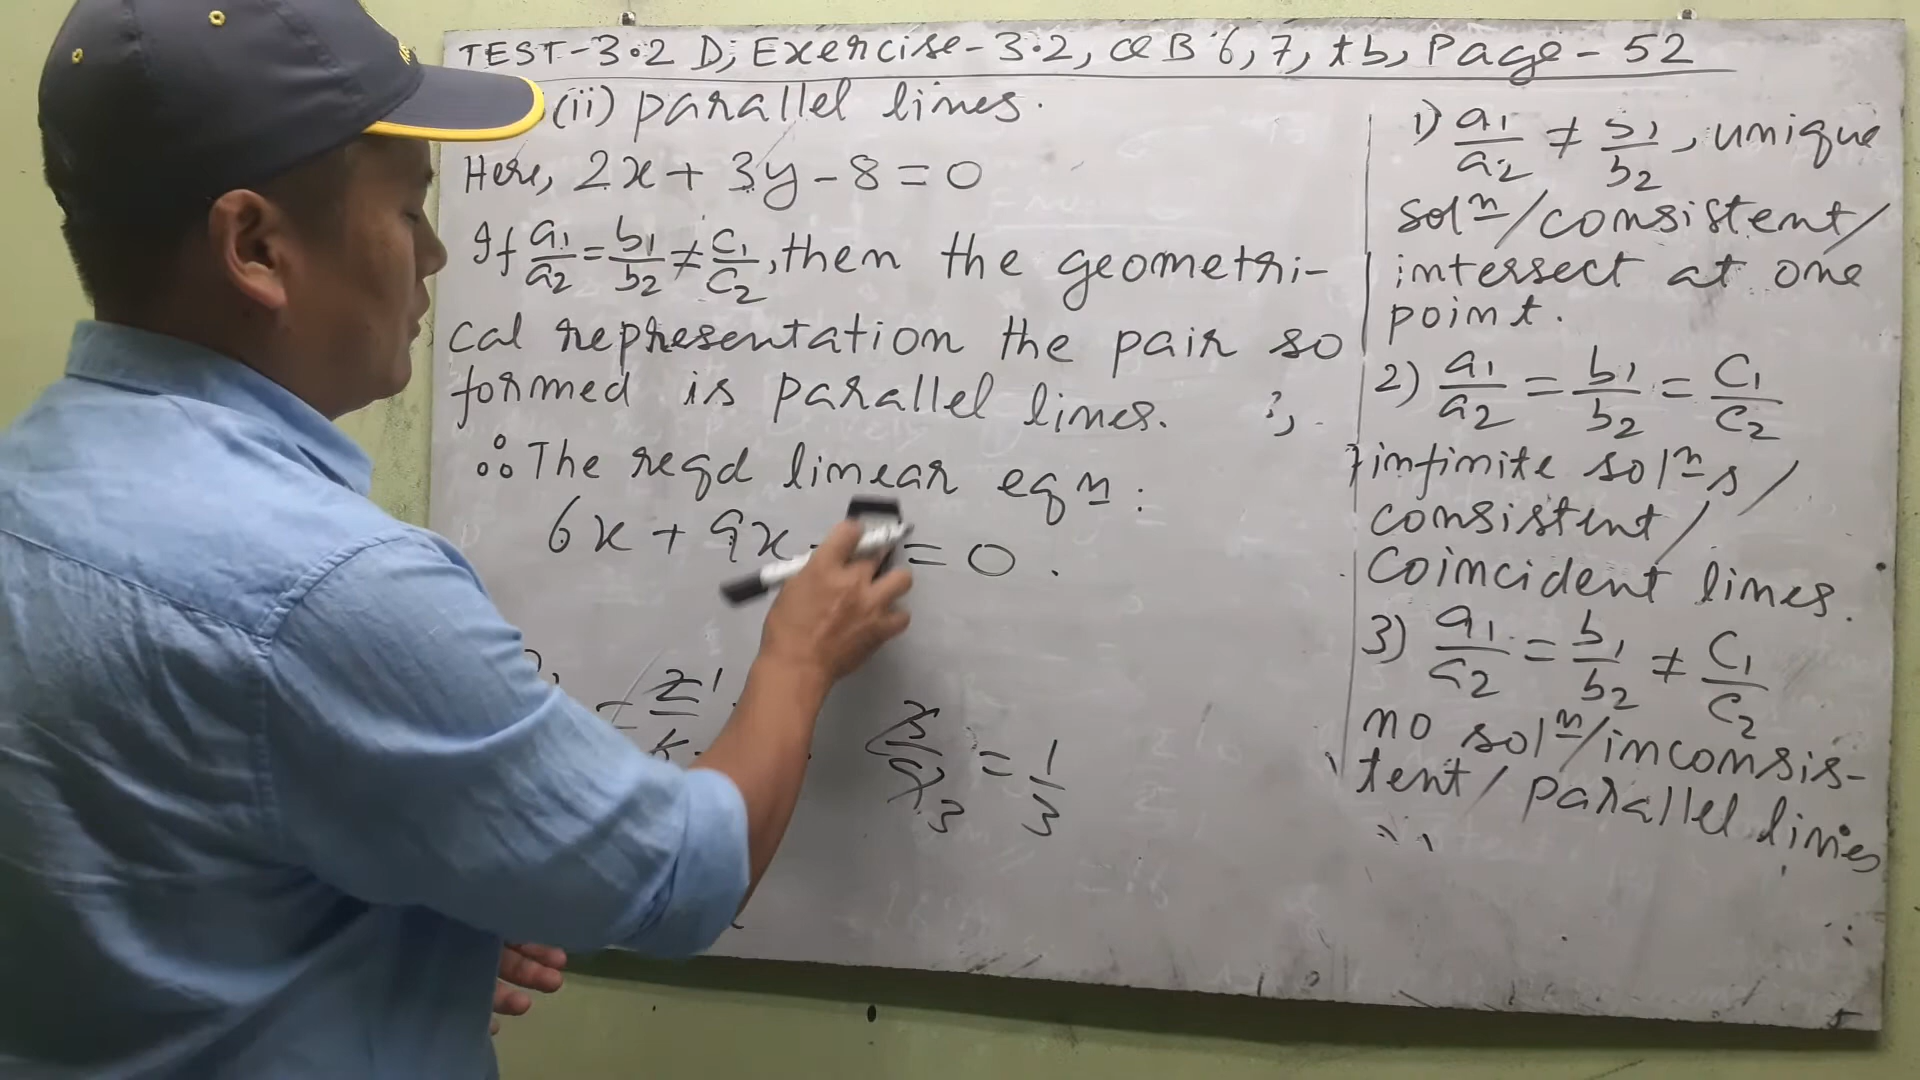 TEST-3.2 D; Exercise-3.2, QB 6, 7, tb, Page-52
(ii) parallel lines.
Here, 2x + 3y - 8 = 0
If a1/a2 = b1/b2 ≠ c1/c2, then the geometri-
cal representation the pair so
formed is parallel lines.
∴ The reqd linear eqn:
6x + 9x = 0.
x/9 3 = 1/3
1) a1/a2 ≠ b1/b2, unique
soln/consistent/
intersect at one
point.
2) a1/a2 = b1/b2 = c1/c2
infinite solns/
consistent/
Coincident lines.
3) a1/a2 = b1/b2 ≠ c1/c2
no soln/inconsis-
tent/parallel lines